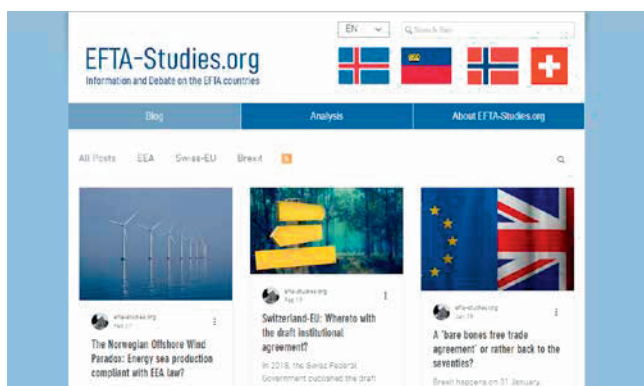 EN
EFTA-Studies.org
Information and Debate on the EFTA countries
Blog
Analysis
About EFTA-Studies.org
All Posts
EEA
Swiss-EU
Brexit
efta-studies.org
The Norwegian Offshore Wind
Paradox: Energy sea production
compliant with EEA law?
efta-studies.org
Switzerland-EU: Whereto with
the draft institutional
agreement?
In 2018, the Swiss Federal
Government published the draft
efta-studies.org
A 'bare bones free trade
agreement' or rather back to the
seventies?
Brexit happens on 31 January